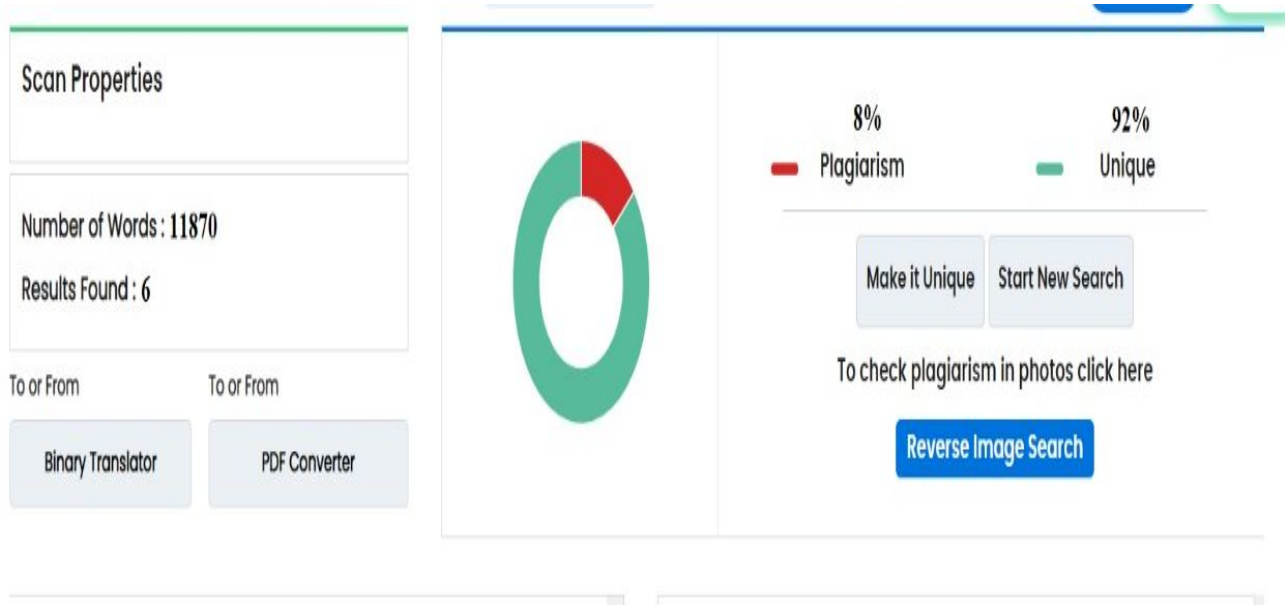 Scan Properties
Number of Words : 11870
Results Found : 6
To or From
To or From
Binary Translator
PDF Converter
8%
92%
Plagiarism
Unique
Make it Unique
Start New Search
To check plagiarism in photos click here
Reverse Image Search